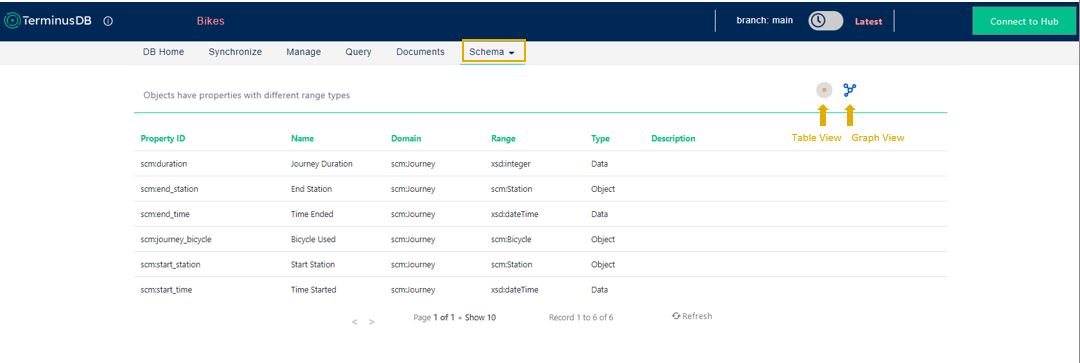 TerminusDB Bikes branch: main Latest Connect to Hub
DB Home Synchronize Manage Query Documents Schema
Objects have properties with different range types
Table View Graph View
Property ID Name Domain Range Type Description
scm:duration Journey Duration scm:Journey xsd:integer Data
scm:end_station End Station scm:Journey scm:Station Object
scm:end_time Time Ended scm:Journey xsd:dateTime Data
scm:journey_bicycle Bicycle Used scm:Journey scm:Bicycle Object
scm:start_station Start Station scm:Journey scm:Station Object
scm:start_time Time Started scm:Journey xsd:dateTime Data
< > Page 1 of 1 • Show 10 Record 1 to 6 of 6 Refresh